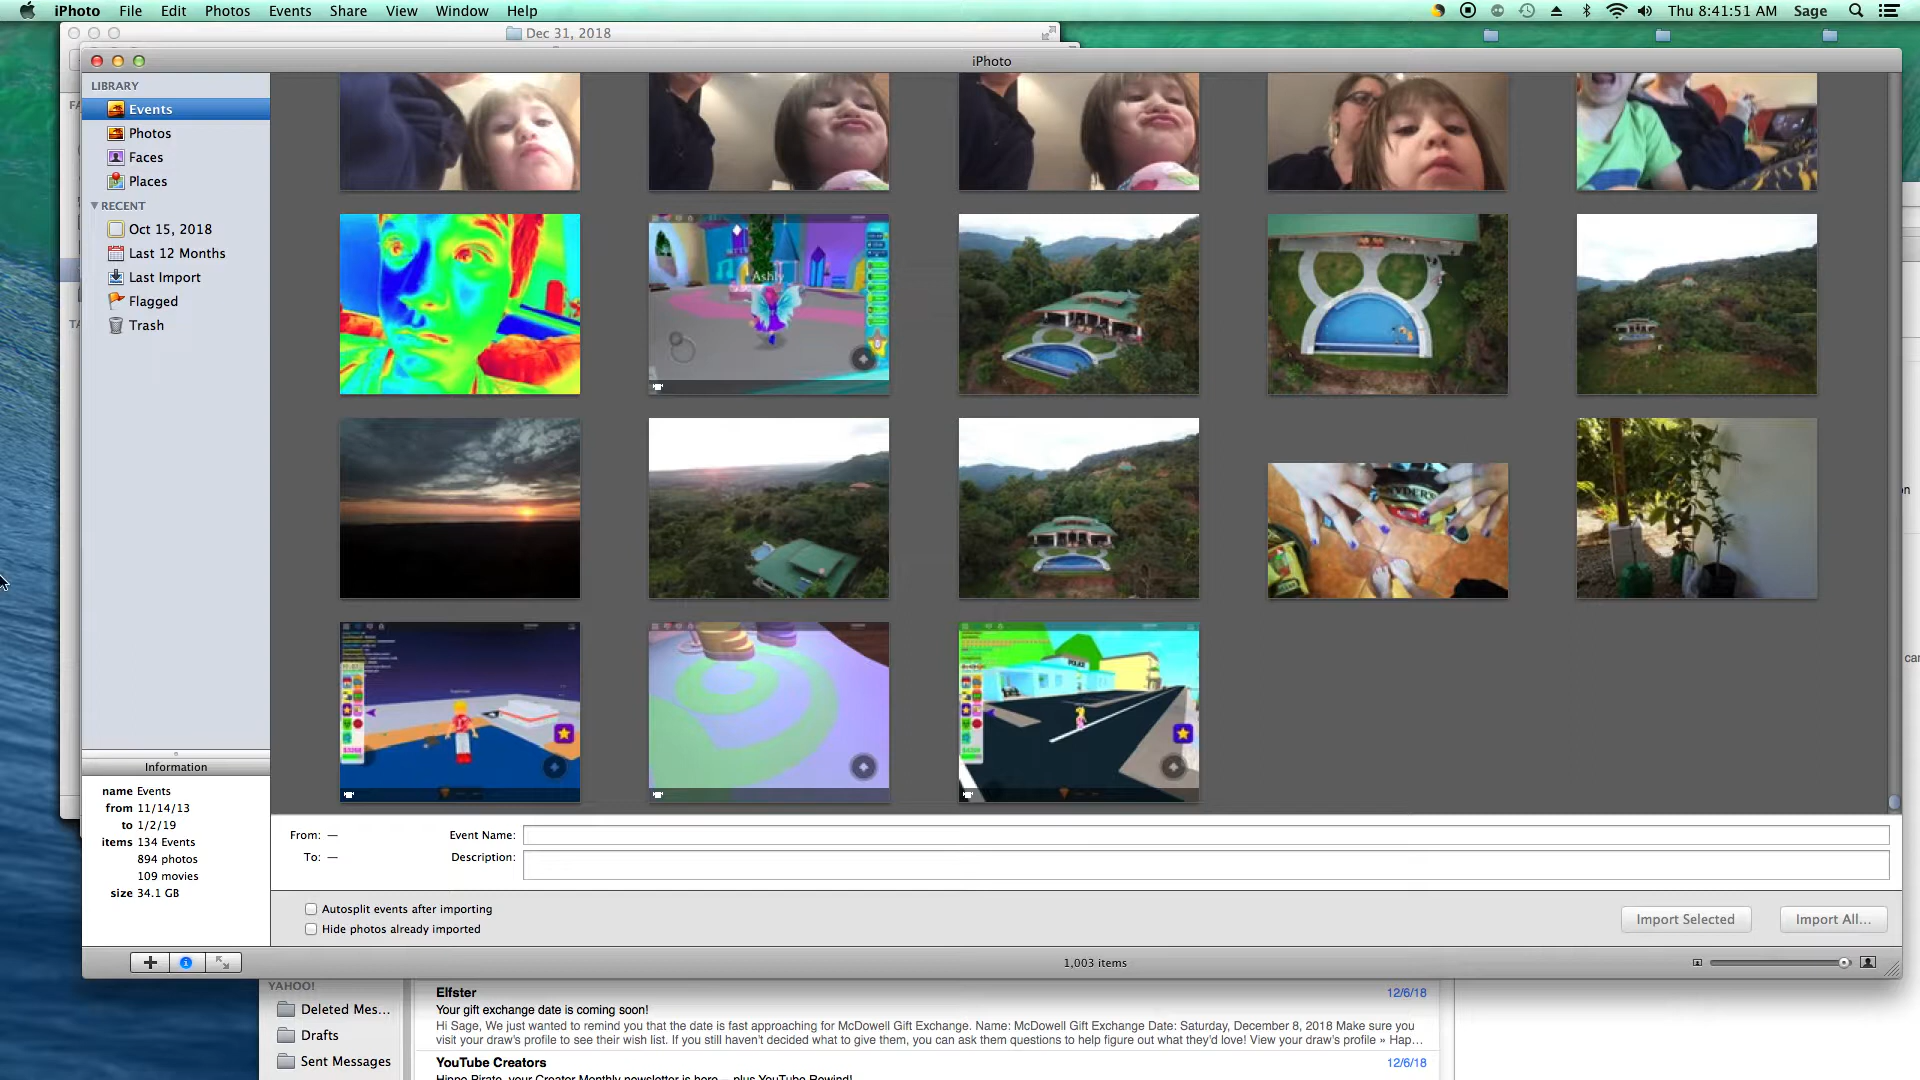 iPhoto File Edit Photos Events Share View Window Help
Thu 8:41:51 AM Sage
Dec 31, 2018
iPhoto
LIBRARY
Events
Photos
Faces
Places
RECENT
Oct 15, 2018
Last 12 Months
Last Import
Flagged
Trash
Ashly
POLICE
Information
name Events
from 11/14/13
to 1/2/19
items 134 Events
894 photos
109 movies
size 34.1 GB
From: —
Event Name:
To: —
Description:
Autosplit events after importing
Hide photos already imported
Import Selected
Import All...
1,003 items
YAHOO!
Deleted Mes...
Drafts
Sent Messages
Elfster
12/6/18
Your gift exchange date is coming soon!
Hi Sage, We just wanted to remind you that the date is fast approaching for McDowell Gift Exchange. Name: McDowell Gift Exchange Date: Saturday, December 8, 2018 Make sure you
visit your draw's profile to see their wish list. If you still haven't decided what to give them, you can ask them questions to help figure out what they'd love! View your draw's profile » Hap...
YouTube Creators
12/6/18